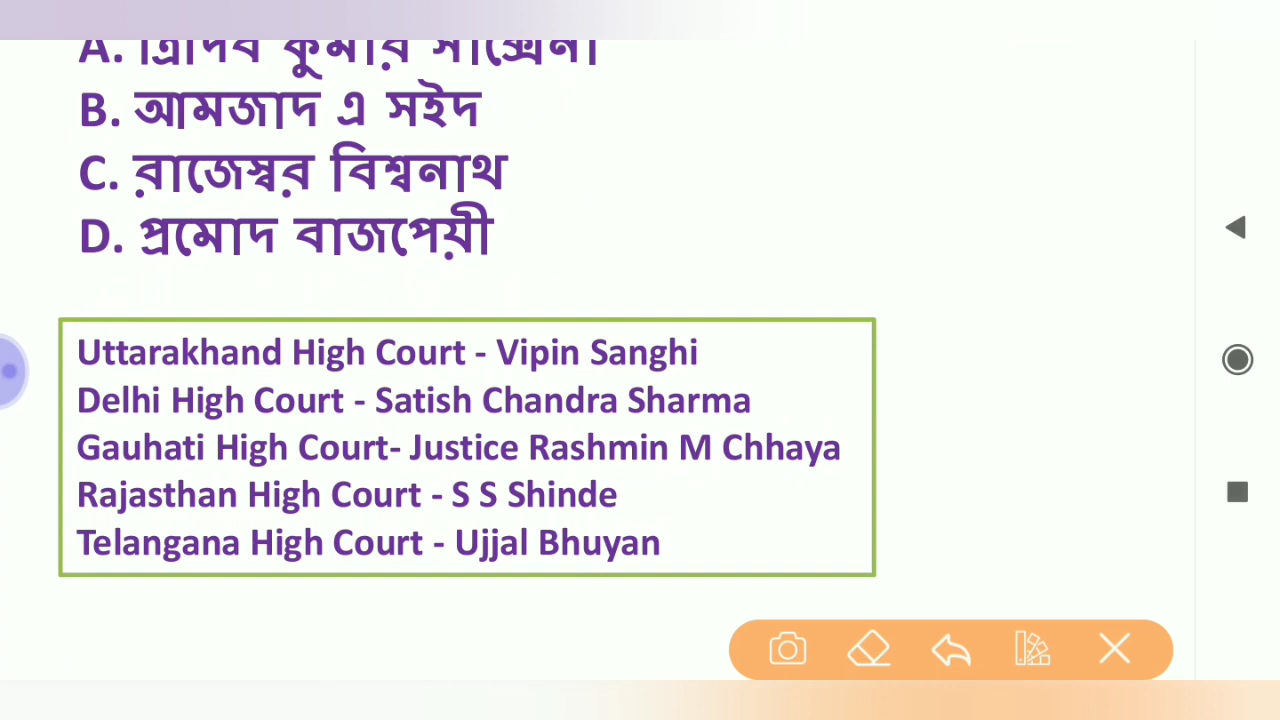 A. ত্রিদিব কুমার সাক্সেনা
B. আমজাদ এ সইদ
C. রাজেস্বর বিশ্বনাথ
D. প্রমোদ বাজপেয়ী
Uttarakhand High Court - Vipin Sanghi
Delhi High Court - Satish Chandra Sharma
Gauhati High Court- Justice Rashmin M Chhaya
Rajasthan High Court - S S Shinde
Telangana High Court - Ujjal Bhuyan